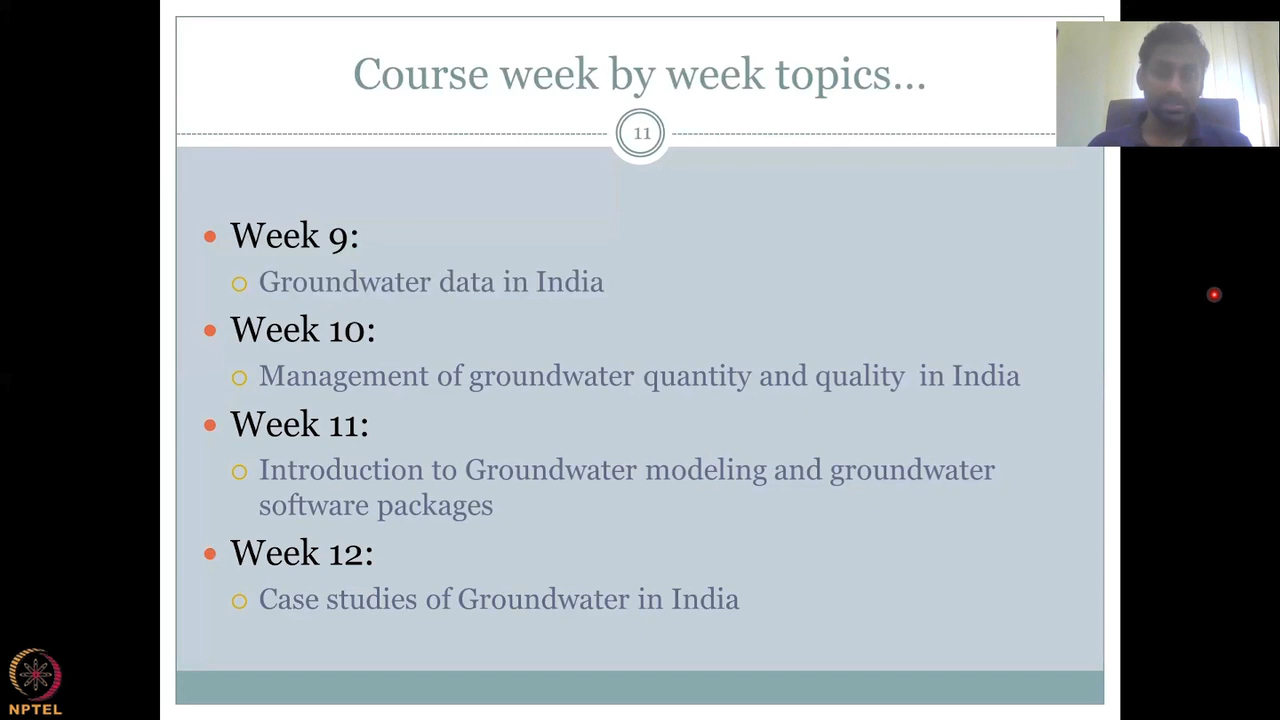 Course week by week topics...
11
Week 9:
Groundwater data in India
Week 10:
Management of groundwater quantity and quality in India
Week 11:
Introduction to Groundwater modeling and groundwater
software packages
Week 12:
Case studies of Groundwater in India
NPTEL